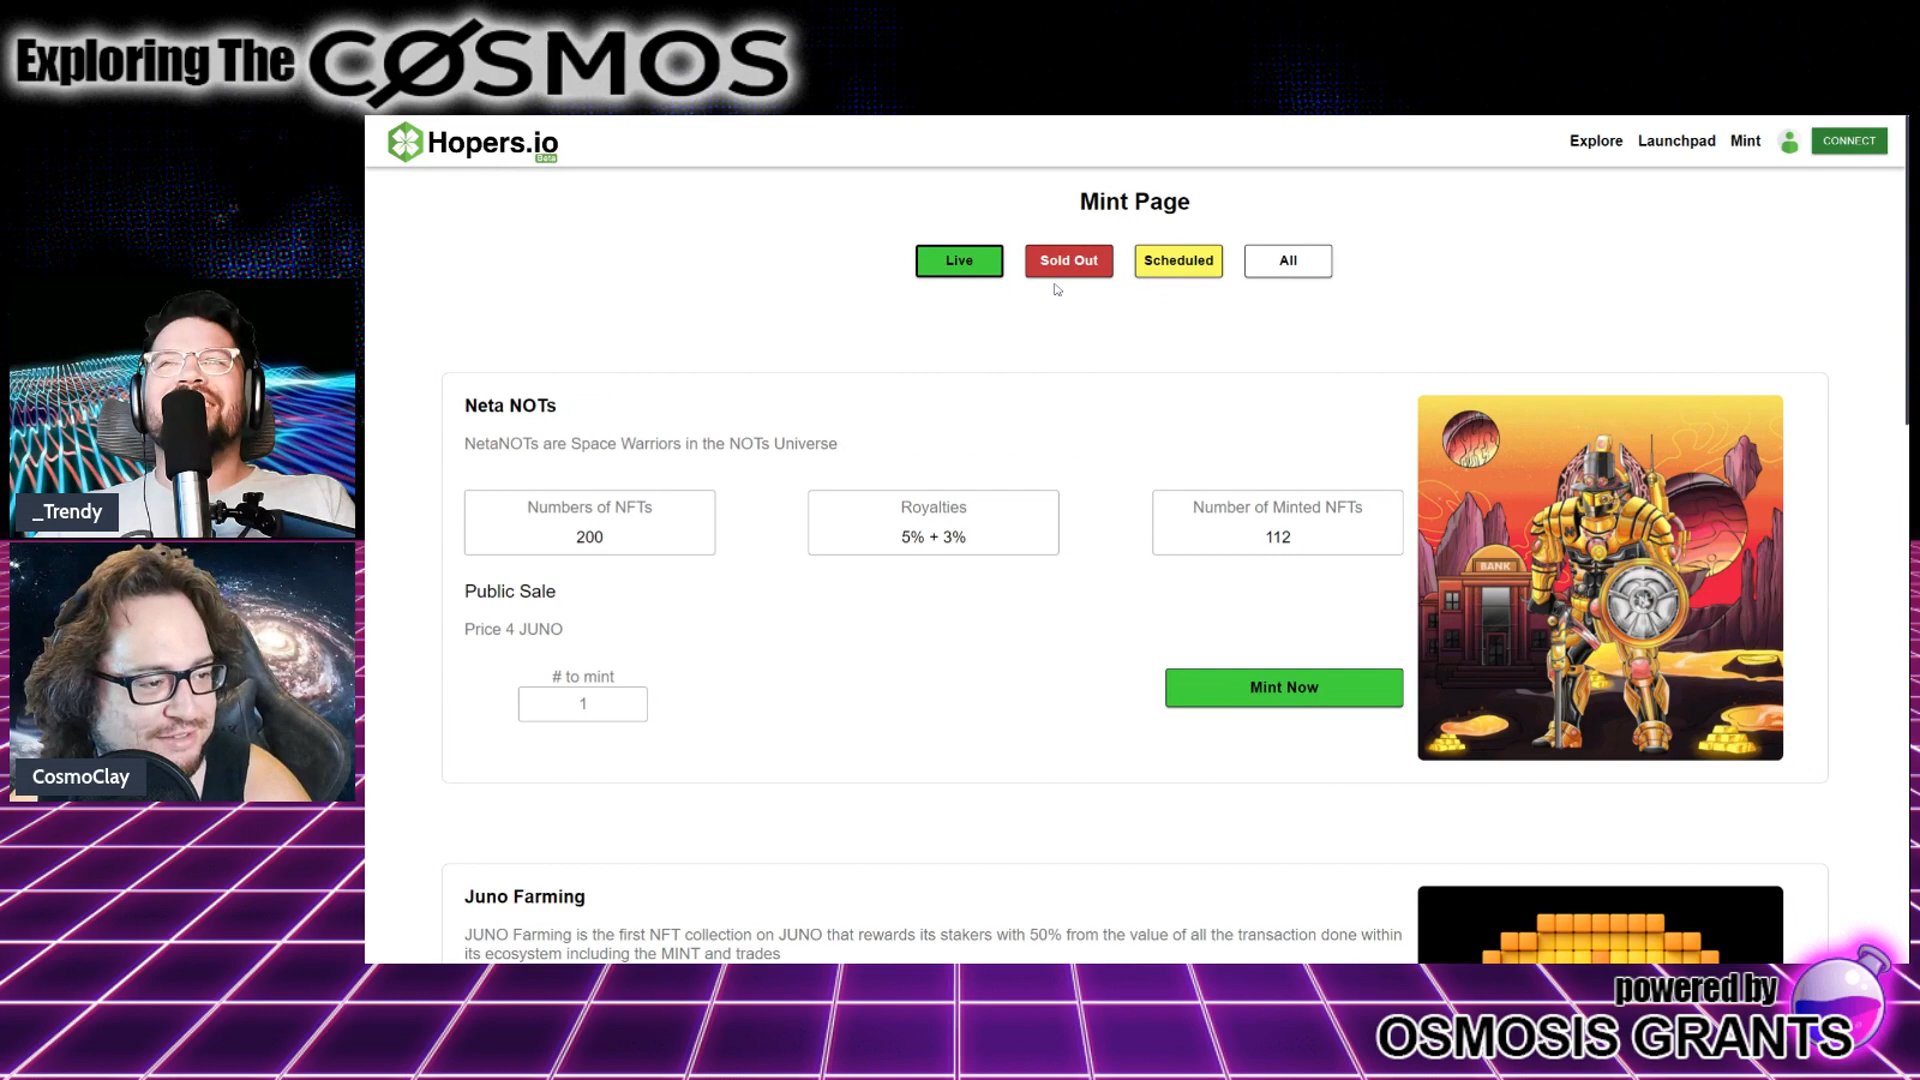 Exploring The COSMOS
Hopers.io
Beta
Explore Launchpad Mint CONNECT
Mint Page
Live Sold Out Scheduled All
Neta NOTs
NetaNOTs are Space Warriors in the NOTs Universe
Numbers of NFTs
200
Royalties
5% + 3%
Number of Minted NFTs
112
Public Sale
Price 4 JUNO
# to mint
1
Mint Now
BANK
_Trendy
CosmoClay
Juno Farming
JUNO Farming is the first NFT collection on JUNO that rewards its stakers with 50% from the value of all the transaction done within
its ecosystem including the MINT and trades
powered by
OSMOSIS GRANTS